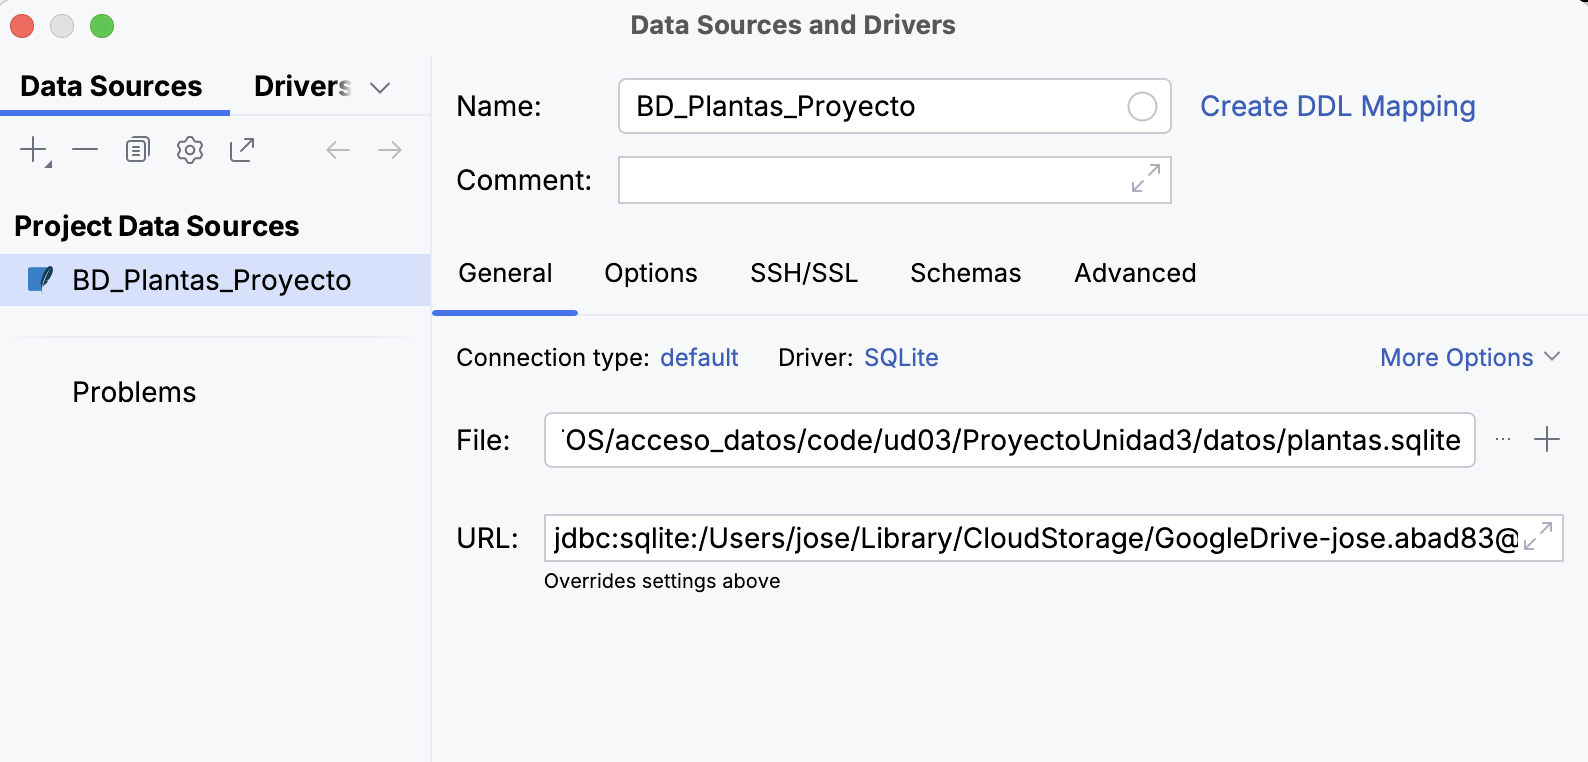 Data Sources and Drivers
Data Sources Drivers
Name: BD_Plantas_Proyecto Create DDL Mapping
Comment:
Project Data Sources
BD_Plantas_Proyecto
Problems
General Options SSH/SSL Schemas Advanced
Connection type: default Driver: SQLite More Options
File: OS/acceso_datos/code/ud03/ProyectoUnidad3/datos/plantas.sqlite
URL: jdbc:sqlite:/Users/jose/Library/CloudStorage/GoogleDrive-jose.abad83@
Overrides settings above